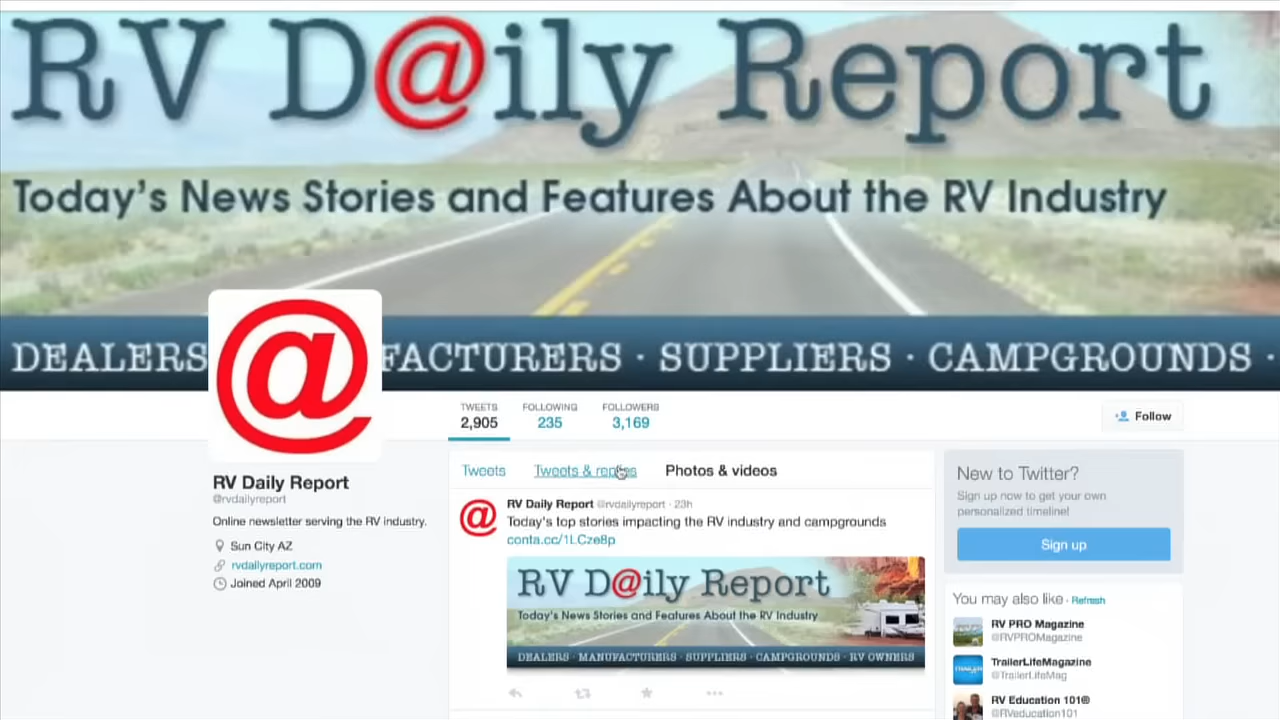 RV D@ily Report
Today's News Stories and Features About the RV Industry
DEALERS FACTURERS · SUPPLIERS · CAMPGROUNDS ·
@
TWEETS
2,905
FOLLOWING
235
FOLLOWERS
3,169
Follow
RV Daily Report
@rvdailyreport
Online newsletter serving the RV industry.
Sun City AZ
rvdailyreport.com
Joined April 2009
Tweets Tweets & replies Photos & videos
@
RV Daily Report @rvdailyreport · 23h
Today's top stories impacting the RV industry and campgrounds
conta.cc/1LCze8p
RV D@ily Report
Today's News Stories and Features About the RV Industry
DEALERS · MANUFACTURERS · SUPPLIERS · CAMPGROUNDS · RV OWNERS
New to Twitter?
Sign up now to get your own
personalized timeline!
Sign up
You may also like · Refresh
RV PRO Magazine
@RVPROMagazine
TrailerLifeMagazine
@TrailerLifeMag
RV Education 101®
@RVeducation101